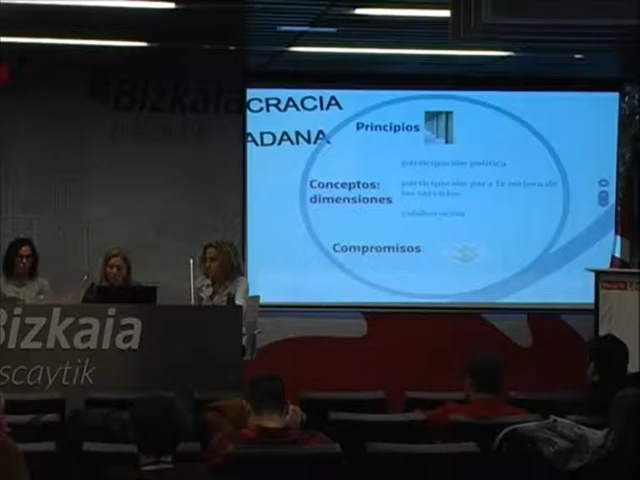 Bizkaia
CRACIA
ADANA
Principios
participación política
Conceptos:
dimensiones
participación para la mejora de
los servicios
colaboración
Compromisos
Bizkaia
scaytik